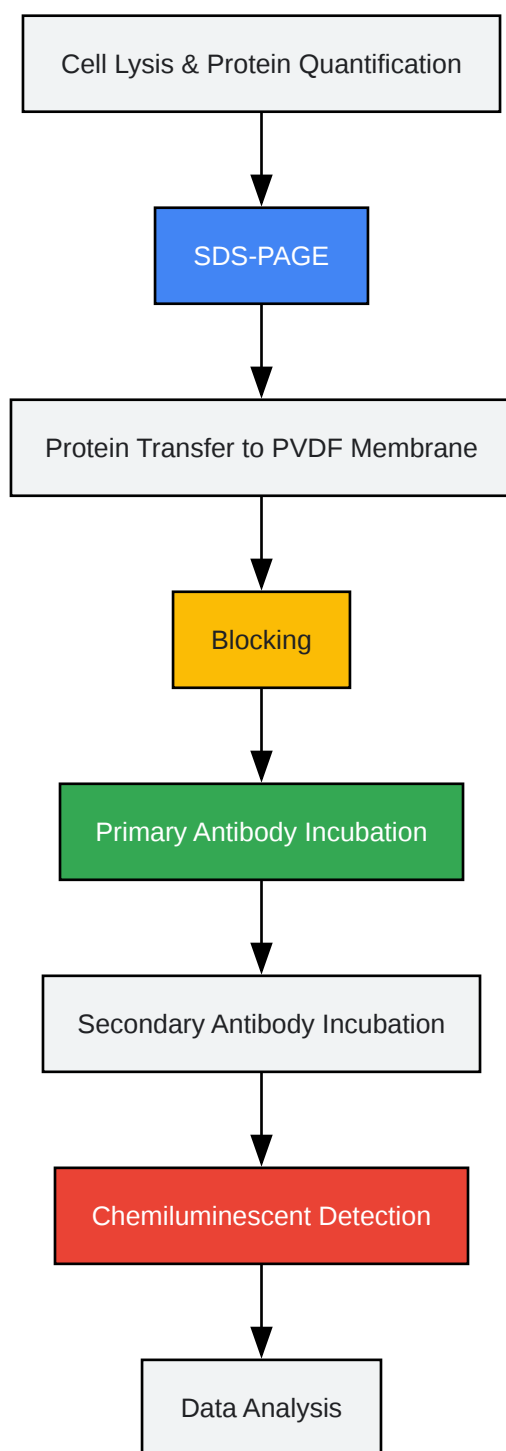 Cell Lysis & Protein Quantification
SDS-PAGE
Protein Transfer to PVDF Membrane
Blocking
Primary Antibody Incubation
Secondary Antibody Incubation
Chemiluminescent Detection
Data Analysis